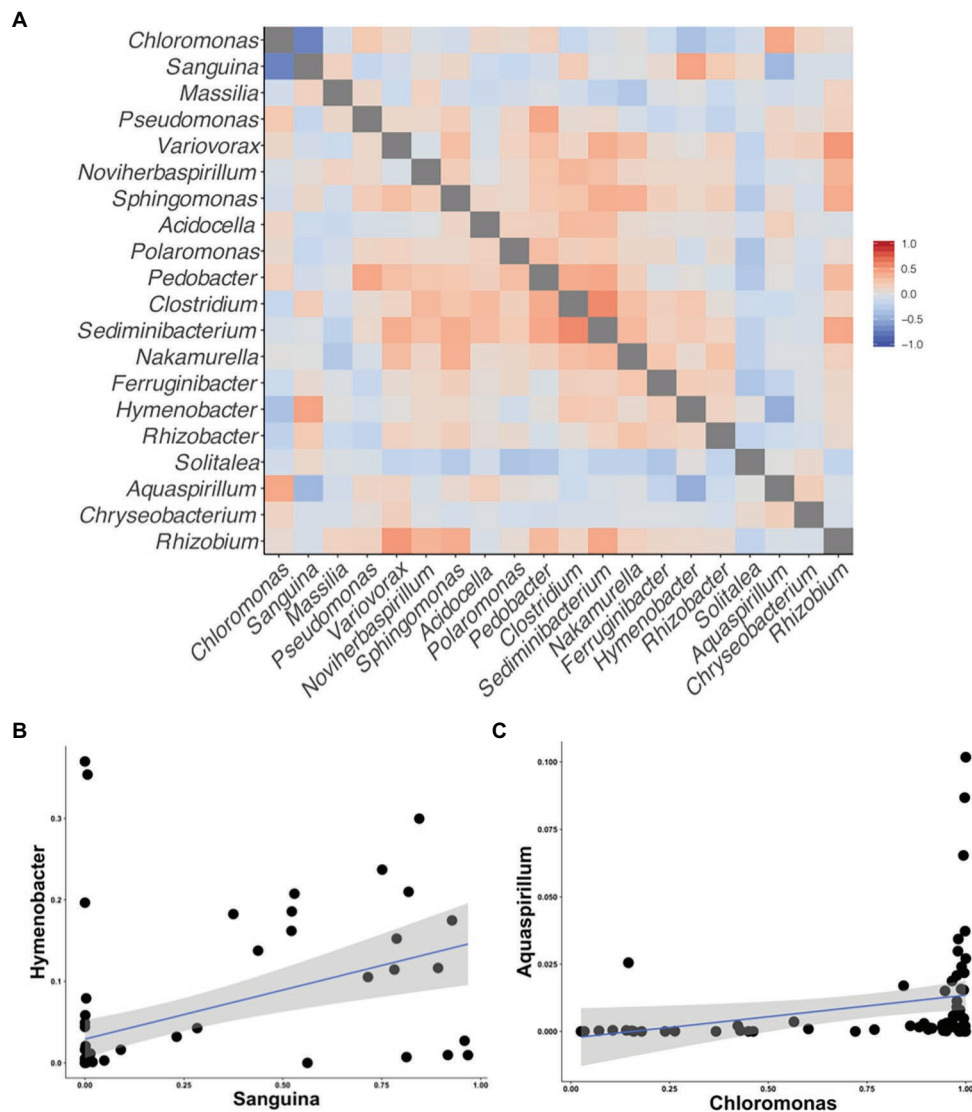 A
Chloromonas
Sanguina
Massilia
Pseudomonas
Variovorax
Noviherbaspirillum
Sphingomonas
Acidocella
Polaromonas
Pedobacter
Clostridium
Sediminibacterium
Nakamurella
Ferruginibacter
Hymenobacter
Rhizobacter
Solitalea
Aquaspirillum
Chryseobacterium
Rhizobium
1.0
0.5
0.0
−0.5
−1.0
Chloromonas
Sanguina
Massilia
Pseudomonas
Variovorax
Noviherbaspirillum
Sphingomonas
Acidocella
Polaromonas
Pedobacter
Clostridium
Sediminibacterium
Nakamurella
Ferruginibacter
Hymenobacter
Rhizobacter
Solitalea
Aquaspirillum
Chryseobacterium
Rhizobium
B
Hymenobacter
0.3
0.2
0.1
0.0
0.00
0.25
0.50
0.75
1.00
Sanguina
C
Aquaspirillum
0.100
0.075
0.050
0.025
0.000
0.00
0.25
0.50
0.75
1.00
Chloromonas